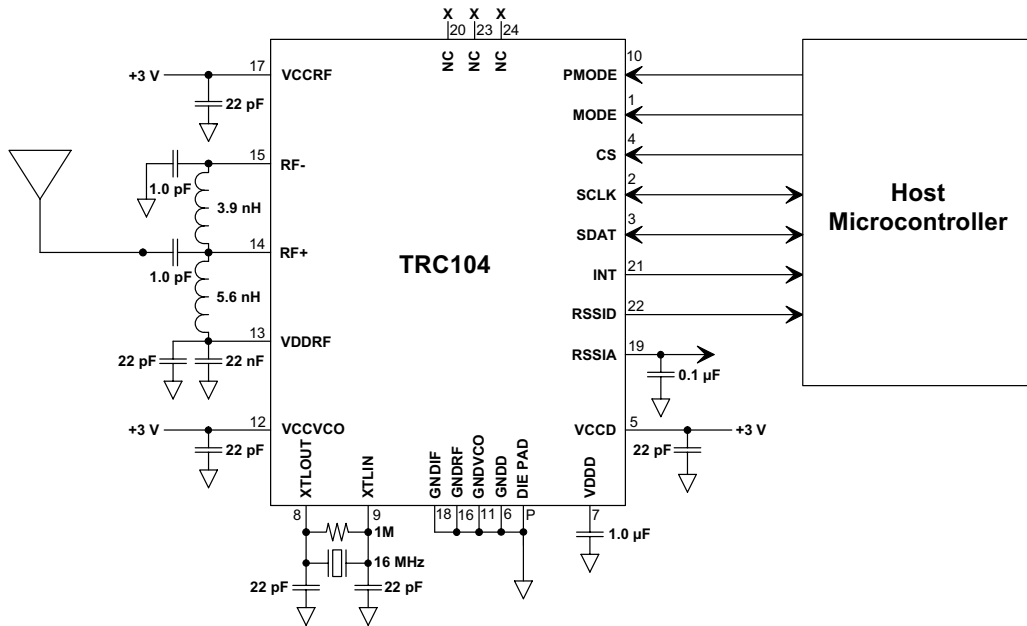 X X X
20 23 24
NC NC NC
+3 V
17
VCCRF
22 pF
10
PMODE
1
MODE
15
RF-
1.0 pF
4
CS
3.9 nH
2
SCLK
14
RF+
1.0 pF
3
SDAT
TRC104
Host
Microcontroller
5.6 nH
21
INT
22
RSSID
13
VDDRF
22 pF
22 nF
19
RSSIA
0.1 µF
+3 V
12
VCCVCO
22 pF
5
VCCD
+3 V
22 pF
XTLOUT
XTLIN
GNDIF
GNDRF
GNDVCO
GNDD
DIE PAD
VDDD
8 9 18 16 11 6 P 7
1M
16 MHz
1.0 µF
22 pF
22 pF